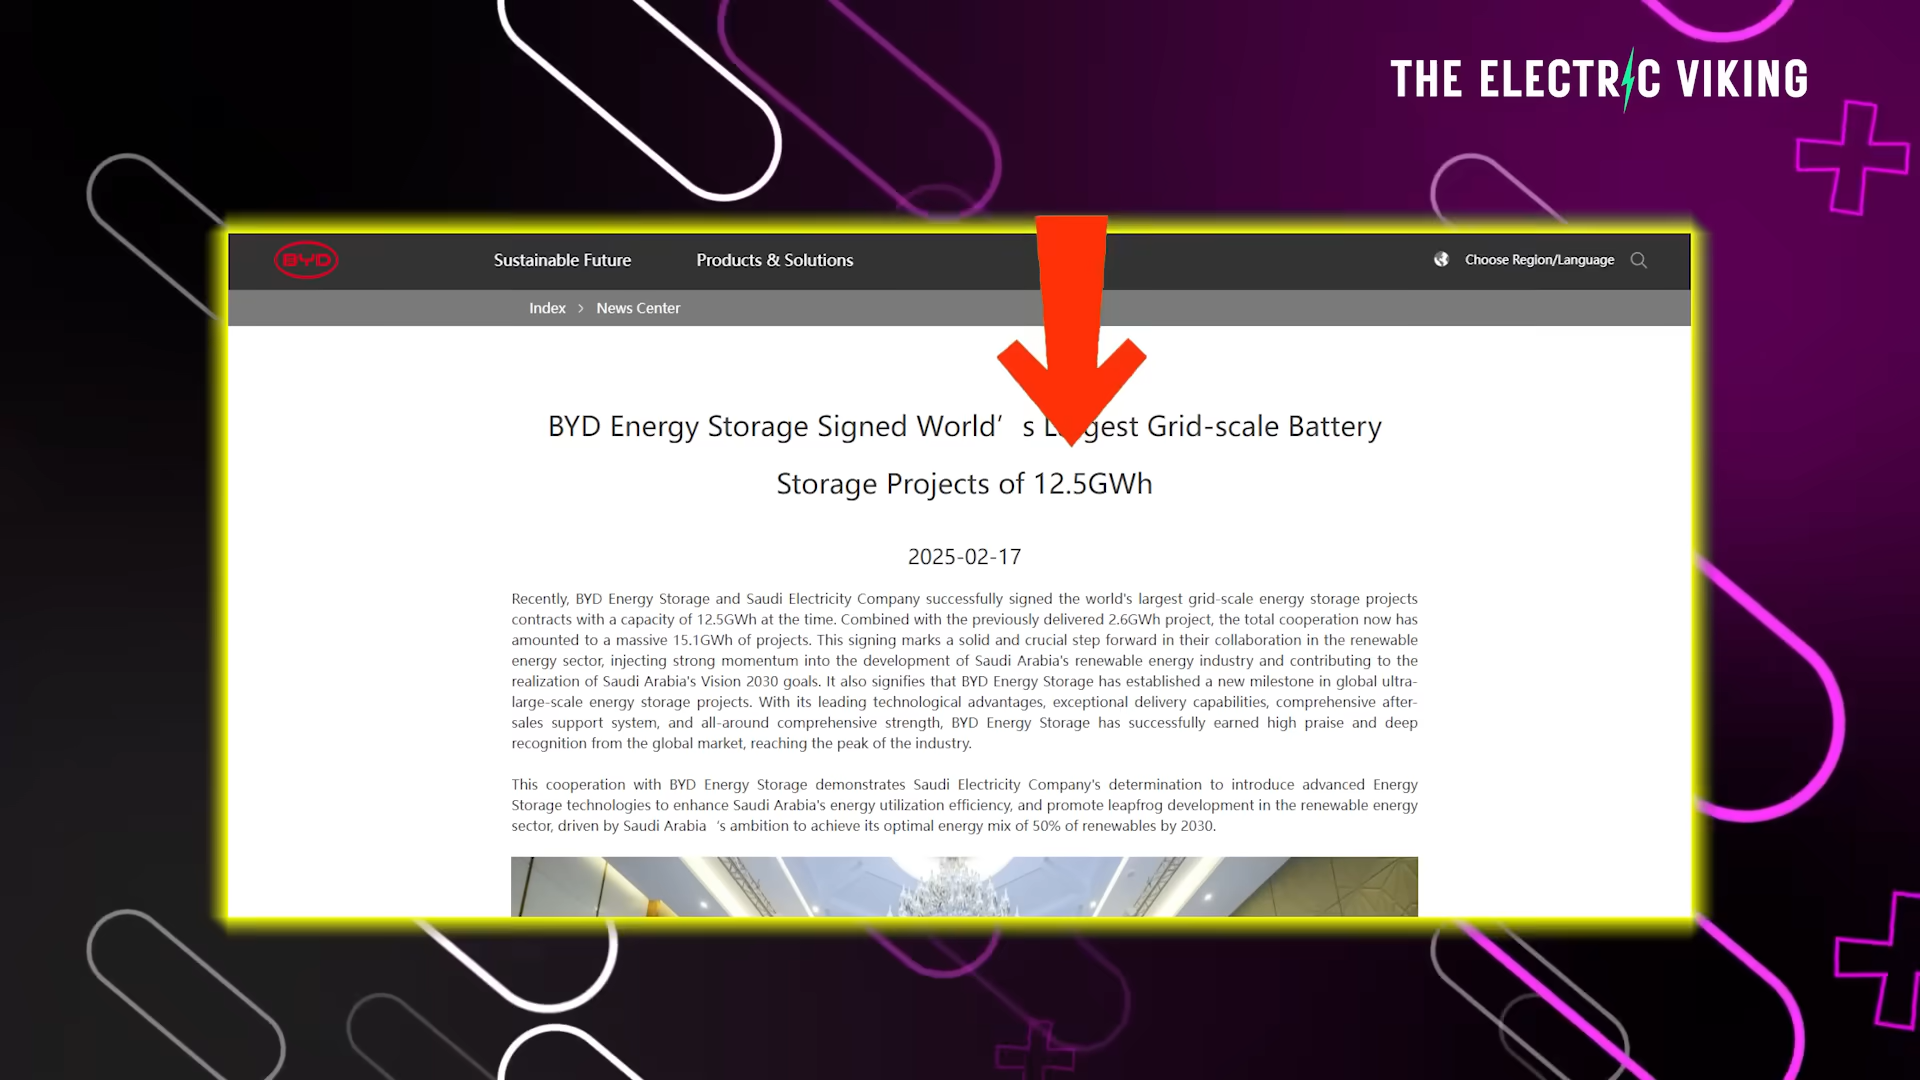 THE ELECTRIC VIKING
BYD
Sustainable Future
Products & Solutions
Choose Region/Language
Index > News Center
BYD Energy Storage Signed World’ s Largest Grid-scale Battery
Storage Projects of 12.5GWh
2025-02-17
Recently, BYD Energy Storage and Saudi Electricity Company successfully signed the world's largest grid-scale energy storage projects
contracts with a capacity of 12.5GWh at the time. Combined with the previously delivered 2.6GWh project, the total cooperation now has
amounted to a massive 15.1GWh of projects. This signing marks a solid and crucial step forward in their collaboration in the renewable
energy sector, injecting strong momentum into the development of Saudi Arabia's renewable energy industry and contributing to the
realization of Saudi Arabia's Vision 2030 goals. It also signifies that BYD Energy Storage has established a new milestone in global ultra-
large-scale energy storage projects. With its leading technological advantages, exceptional delivery capabilities, comprehensive after-
sales support system, and all-around comprehensive strength, BYD Energy Storage has successfully earned high praise and deep
recognition from the global market, reaching the peak of the industry.
This cooperation with BYD Energy Storage demonstrates Saudi Electricity Company's determination to introduce advanced Energy
Storage technologies to enhance Saudi Arabia's energy utilization efficiency, and promote leapfrog development in the renewable energy
sector, driven by Saudi Arabia ‘s ambition to achieve its optimal energy mix of 50% of renewables by 2030.